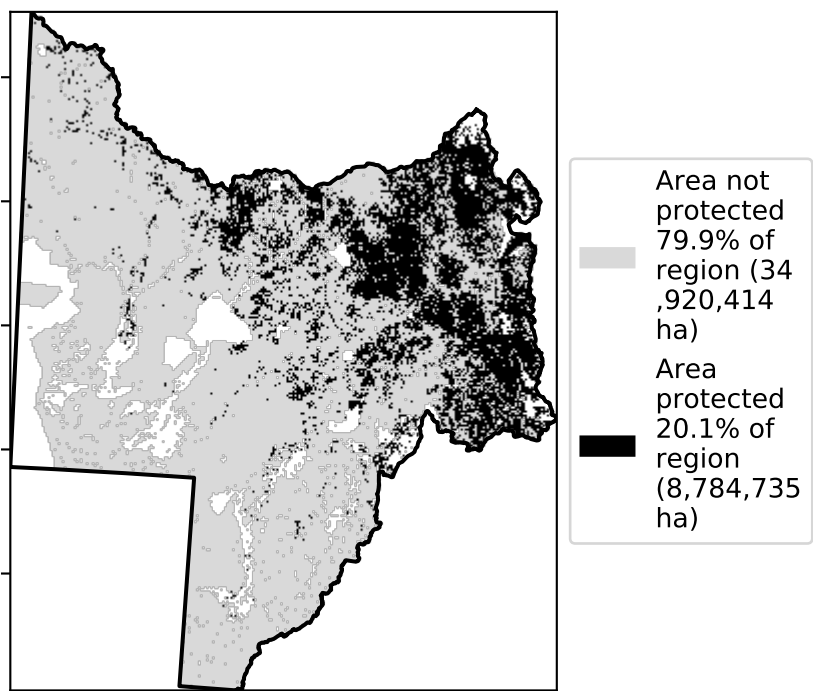 Area not
protected
79.9% of
region (34
,920,414
ha)
Area
protected
20.1% of
region
(8,784,735
ha)